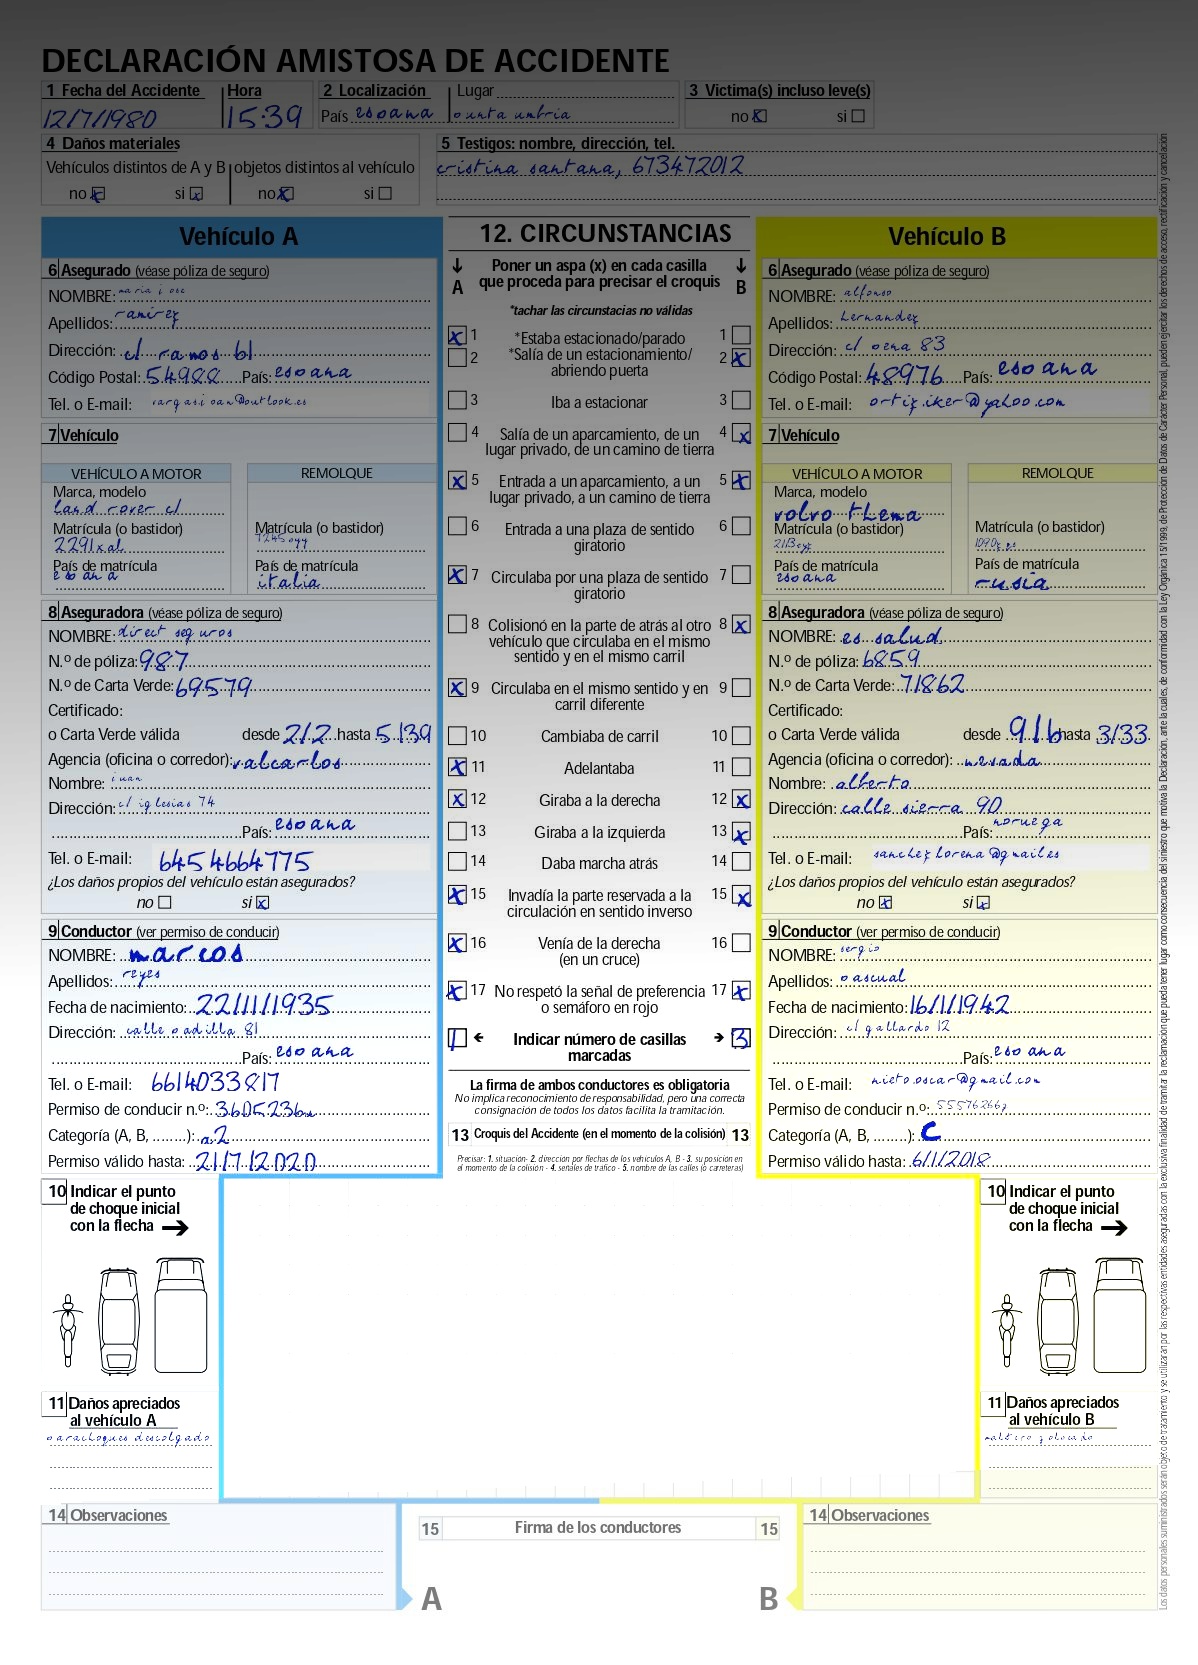 DECLARACIÓN AMISTOSA DE ACCIDENTE
1 Fecha del Accidente Hora 2 Localización Lugar 3 Victima(s) incluso leve(s)
12/7/1980 15:39 País espana punta umbria no x si
4 Daños materiales 5 Testigos: nombre, dirección, tel.
Vehículos distintos de A y B objetos distintos al vehículo cristina santana, 673472012
no x si x no x si
Vehículo A
6 Asegurado (véase póliza de seguro)
NOMBRE: maria jose
Apellidos: ramirez
Dirección: c/ ramos 61
Código Postal: 54988 País: espana
Tel. o E-mail: vargasjoan@outlook.es
7 Vehículo
VEHÍCULO A MOTOR REMOLQUE
Marca, modelo
land rover cl
Matrícula (o bastidor) Matrícula (o bastidor)
2291xal 7245oyy
País de matrícula País de matrícula
espana italia
8 Aseguradora (véase póliza de seguro)
NOMBRE: direct seguros
N.º de póliza: 987
N.º de Carta Verde: 69579
Certificado:
o Carta Verde válida desde 2/2 hasta 5/39
Agencia (oficina o corredor): valcarlos
Nombre: juan
Dirección: c/ iglesias 74
País: espana
Tel. o E-mail: 6454664775
¿Los daños propios del vehículo están asegurados?
no si x
9 Conductor (ver permiso de conducir)
NOMBRE: marcos
Apellidos: reyes
Fecha de nacimiento: 22/11/1935
Dirección: calle padilla 81
País: espana
Tel. o E-mail: 6614033817
Permiso de conducir n.º: 3605236w
Categoría (A, B, ........): a2
Permiso válido hasta: 21/7/2020
12. CIRCUNSTANCIAS
A Poner un aspa (x) en cada casilla que proceda para precisar el croquis B
*tachar las circunstacias no válidas
x 1 *Estaba estacionado/parado 1
2 *Salía de un estacionamiento/ 2 x
abriendo puerta
3 Iba a estacionar 3
4 Salía de un aparcamiento, de un 4 x
lugar privado, de un camino de tierra
x 5 Entrada a un aparcamiento, a un 5 x
lugar privado, a un camino de tierra
6 Entrada a una plaza de sentido 6
giratorio
x 7 Circulaba por una plaza de sentido 7
giratorio
8 Colisionó en la parte de atrás al otro 8 x
vehículo que circulaba en el mismo
sentido y en el mismo carril
x 9 Circulaba en el mismo sentido y en 9
carril diferente
10 Cambiaba de carril 10
x 11 Adelantaba 11
x 12 Giraba a la derecha 12 x
13 Giraba a la izquierda 13 x
14 Daba marcha atrás 14
x 15 Invadía la parte reservada a la 15 x
circulación en sentido inverso
x 16 Venía de la derecha 16
(en un cruce)
x 17 No respetó la señal de preferencia 17 x
o semáforo en rojo
1 Indicar número de casillas 3
marcadas
La firma de ambos conductores es obligatoria
No implica reconocimiento de responsabilidad, pero una correcta
consignación de todos los datos facilita la tramitación.
13 Croquis del Accidente (en el momento de la colisión) 13
Precisar: 1. situación- 2. dirección por flechas de los vehículos A, B - 3. su posición en
el momento de la colisión - 4. señales de tráfico - 5. nombre de las calles (o carreteras)
Vehículo B
6 Asegurado (véase póliza de seguro)
NOMBRE: alfonso
Apellidos: hernandez
Dirección: c/ pena 83
Código Postal: 48976 País: espana
Tel. o E-mail: ortiz.iker@yahoo.com
7 Vehículo
VEHÍCULO A MOTOR REMOLQUE
Marca, modelo
volvo thema
Matrícula (o bastidor) Matrícula (o bastidor)
País de matrícula País de matrícula
espana rusia
8 Aseguradora (véase póliza de seguro)
NOMBRE: es salud
N.º de póliza: 6859
N.º de Carta Verde: 71862
Certificado:
o Carta Verde válida desde 9/6 hasta 3/33
Agencia (oficina o corredor): nevada
Nombre: alberto
Dirección: calle sierra 90
País: noruega
Tel. o E-mail: sanchezlorena@gmail.es
¿Los daños propios del vehículo están asegurados?
no x si x
9 Conductor (ver permiso de conducir)
NOMBRE: sergio
Apellidos: pascual
Fecha de nacimiento: 16/1/1942
Dirección: c/ gallardo 12
País: espana
Tel. o E-mail: nieto.oscar@gmail.com
Permiso de conducir n.º: 55576266z
Categoría (A, B, .......): c
Permiso válido hasta: 6/1/2018
10 Indicar el punto
de choque inicial
con la flecha
11 Daños apreciados
al vehículo A
parachoques descolgado
10 Indicar el punto
de choque inicial
con la flecha
11 Daños apreciados
al vehículo B
14 Observaciones
15 Firma de los conductores 15
A B
14 Observaciones
Los datos personales suministrados serán objeto de tratamiento y se utilizarán por las respectivas entidades aseguradas con la exclusiva finalidad de tramitar la reclamación que pueda tener lugar como consecuencia del siniestro que motiva la Declaración, ante la cuales, de conformidad con la Ley Orgánica 15/1999, de Protección de Datos de Carácter Personal, pueden ejercitar los derechos de acceso, rectificación y cancelación